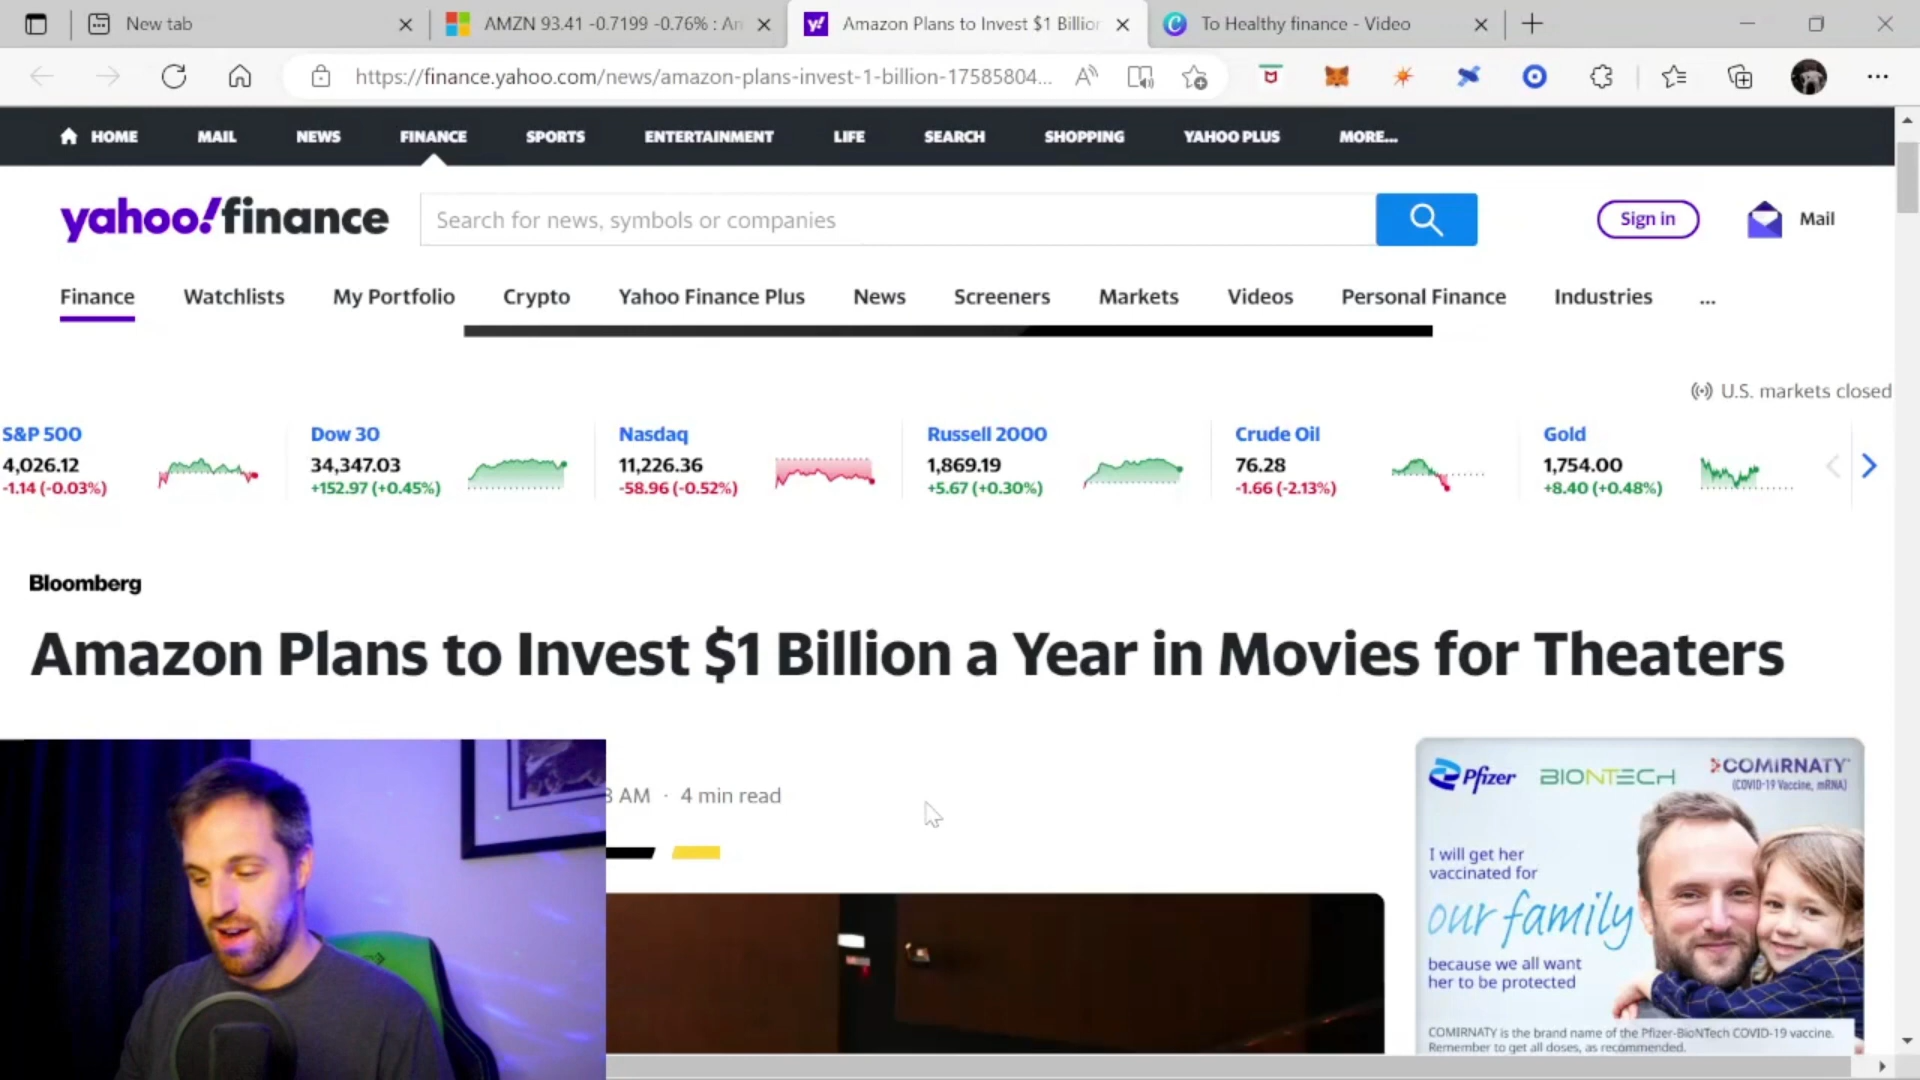 New tab
AMZN 93.41 -0.7199 -0.76% : An
Amazon Plans to Invest $1 Billion
To Healthy finance - Video
https://finance.yahoo.com/news/amazon-plans-invest-1-billion-17585804...
HOME MAIL NEWS FINANCE SPORTS ENTERTAINMENT LIFE SEARCH SHOPPING YAHOO PLUS MORE...
yahoo!finance
Search for news, symbols or companies
Sign in
Mail
Finance Watchlists My Portfolio Crypto Yahoo Finance Plus News Screeners Markets Videos Personal Finance Industries ...
U.S. markets closed
S&P 500
4,026.12
-1.14 (-0.03%)
Dow 30
34,347.03
+152.97 (+0.45%)
Nasdaq
11,226.36
-58.96 (-0.52%)
Russell 2000
1,869.19
+5.67 (+0.30%)
Crude Oil
76.28
-1.66 (-2.13%)
Gold
1,754.00
+8.40 (+0.48%)
Bloomberg
Amazon Plans to Invest $1 Billion a Year in Movies for Theaters
AM · 4 min read
Pfizer BIONTECH COMIRNATY
(COVID-19 Vaccine, mRNA)
I will get her
vaccinated for
our family
because we all want
her to be protected
COMIRNATY is the brand name of the Pfizer-BioNTech COVID-19 vaccine.
Remember to get all doses, as recommended.